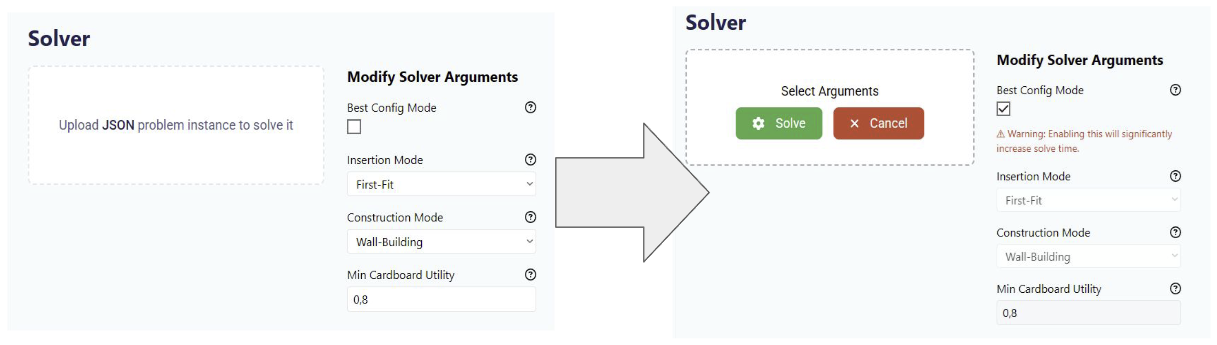 Solver
Upload JSON problem instance to solve it
Modify Solver Arguments
Best Config Mode
Insertion Mode
First-Fit
Construction Mode
Wall-Building
Min Cardboard Utility
0,8
Solver
Select Arguments
Solve
Cancel
Modify Solver Arguments
Best Config Mode
⚠ Warning: Enabling this will significantly
increase solve time.
Insertion Mode
First-Fit
Construction Mode
Wall-Building
Min Cardboard Utility
0,8